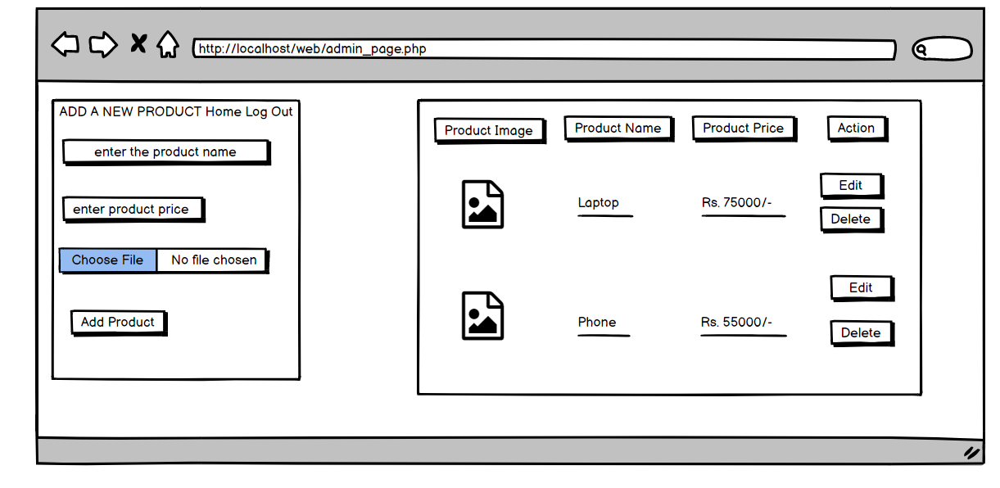 http://localhost/web/admin_page.php
ADD A NEW PRODUCT Home Log Out
enter the product name
enter product price
Choose File No file chosen
Add Product
Product Image Product Name Product Price Action
Laptop Rs. 75000/- Edit
Delete
Phone Rs. 55000/- Edit
Delete